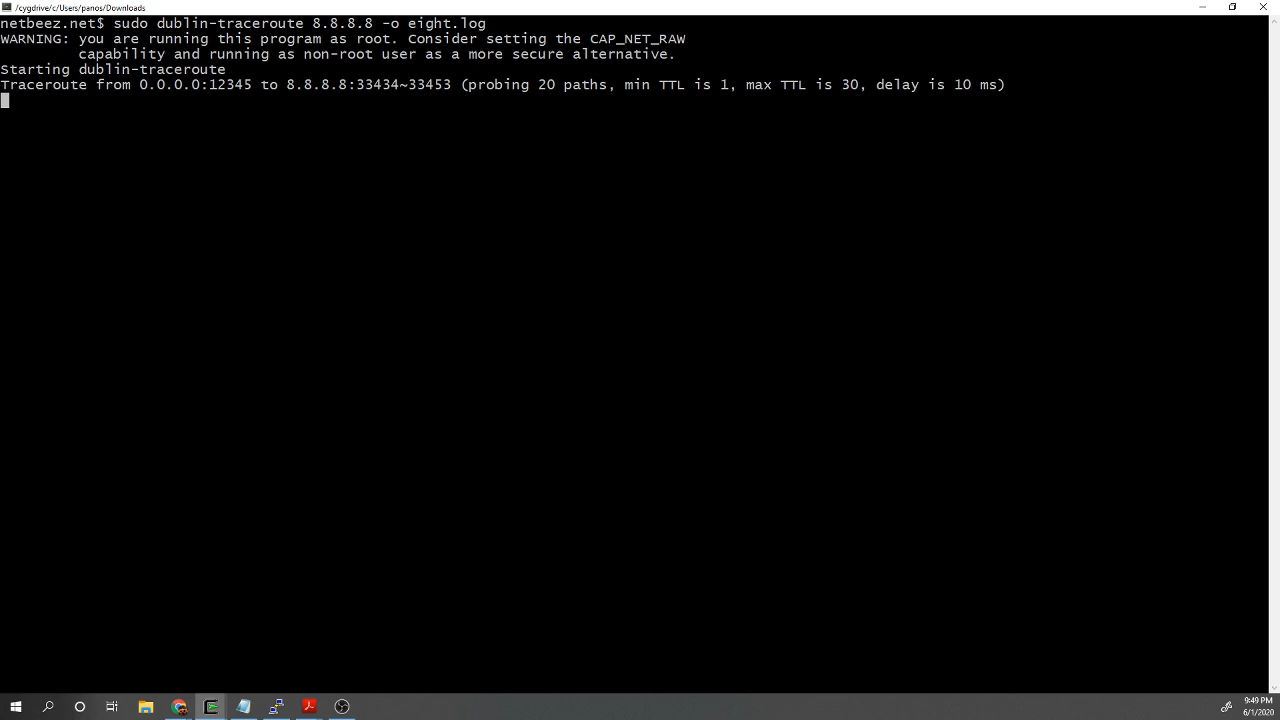 /cygdrive/c/Users/panos/Downloads
netbeez.net$ sudo dublin-traceroute 8.8.8.8 -o eight.log
WARNING: you are running this program as root. Consider setting the CAP_NET_RAW
capability and running as non-root user as a more secure alternative.
Starting dublin-traceroute
Traceroute from 0.0.0.0:12345 to 8.8.8.8:33434~33453 (probing 20 paths, min TTL is 1, max TTL is 30, delay is 10 ms)
9:49 PM
6/1/2020